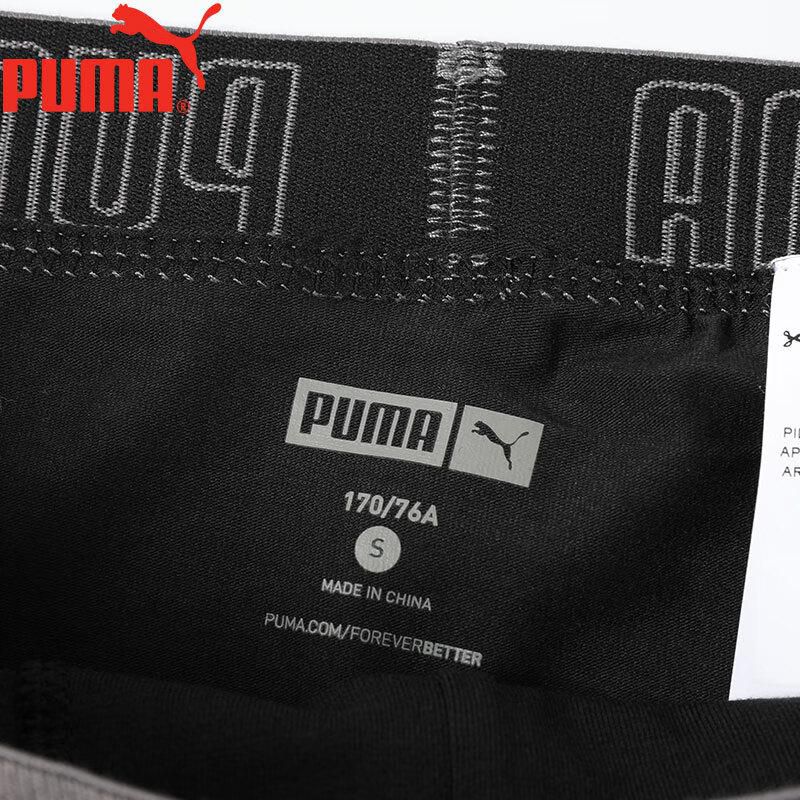 PUMA®
PUMA
170/76A
S
MADE IN CHINA
PUMA.COM/FOREVERBETTER